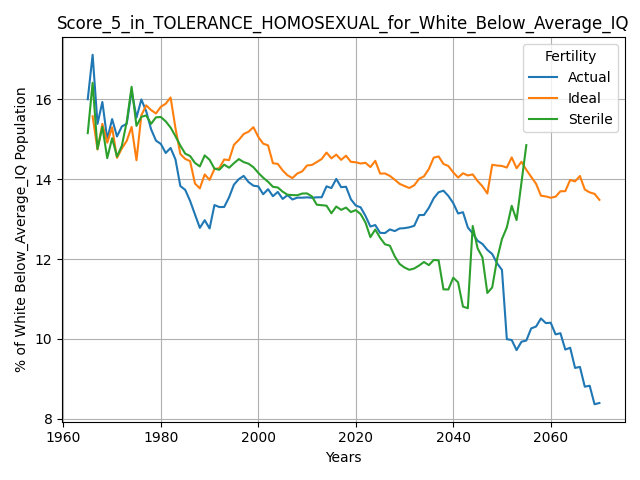 Score_5_in_TOLERANCE_HOMOSEXUAL_for_White_Below_Average_IQ
Fertility
Actual
Ideal
Sterile
% of White Below_Average_IQ Population
16
14
12
10
8
1960
1980
2000
2020
2040
2060
Years